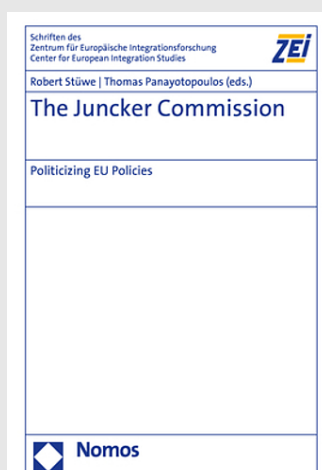 Schriften des
Zentrum für Europäische Integrationsforschung
Center for European Integration Studies
ZEI
Robert Stüwe | Thomas Panayotopoulos (eds.)
The Juncker Commission
Politicizing EU Policies
Nomos